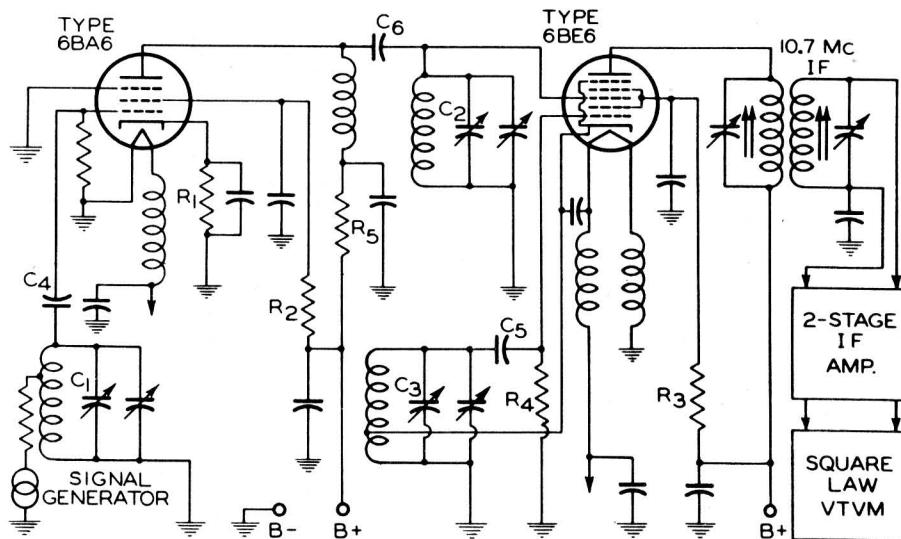 TYPE
6BA6
C6
TYPE
6BE6
10.7 Mc
IF
C2
R1
R5
C4
R2
C5
C1
C3
R4
R3
2-STAGE
IF
AMP.
SIGNAL
GENERATOR
B-
B+
B+
SQUARE
LAW
VTVM